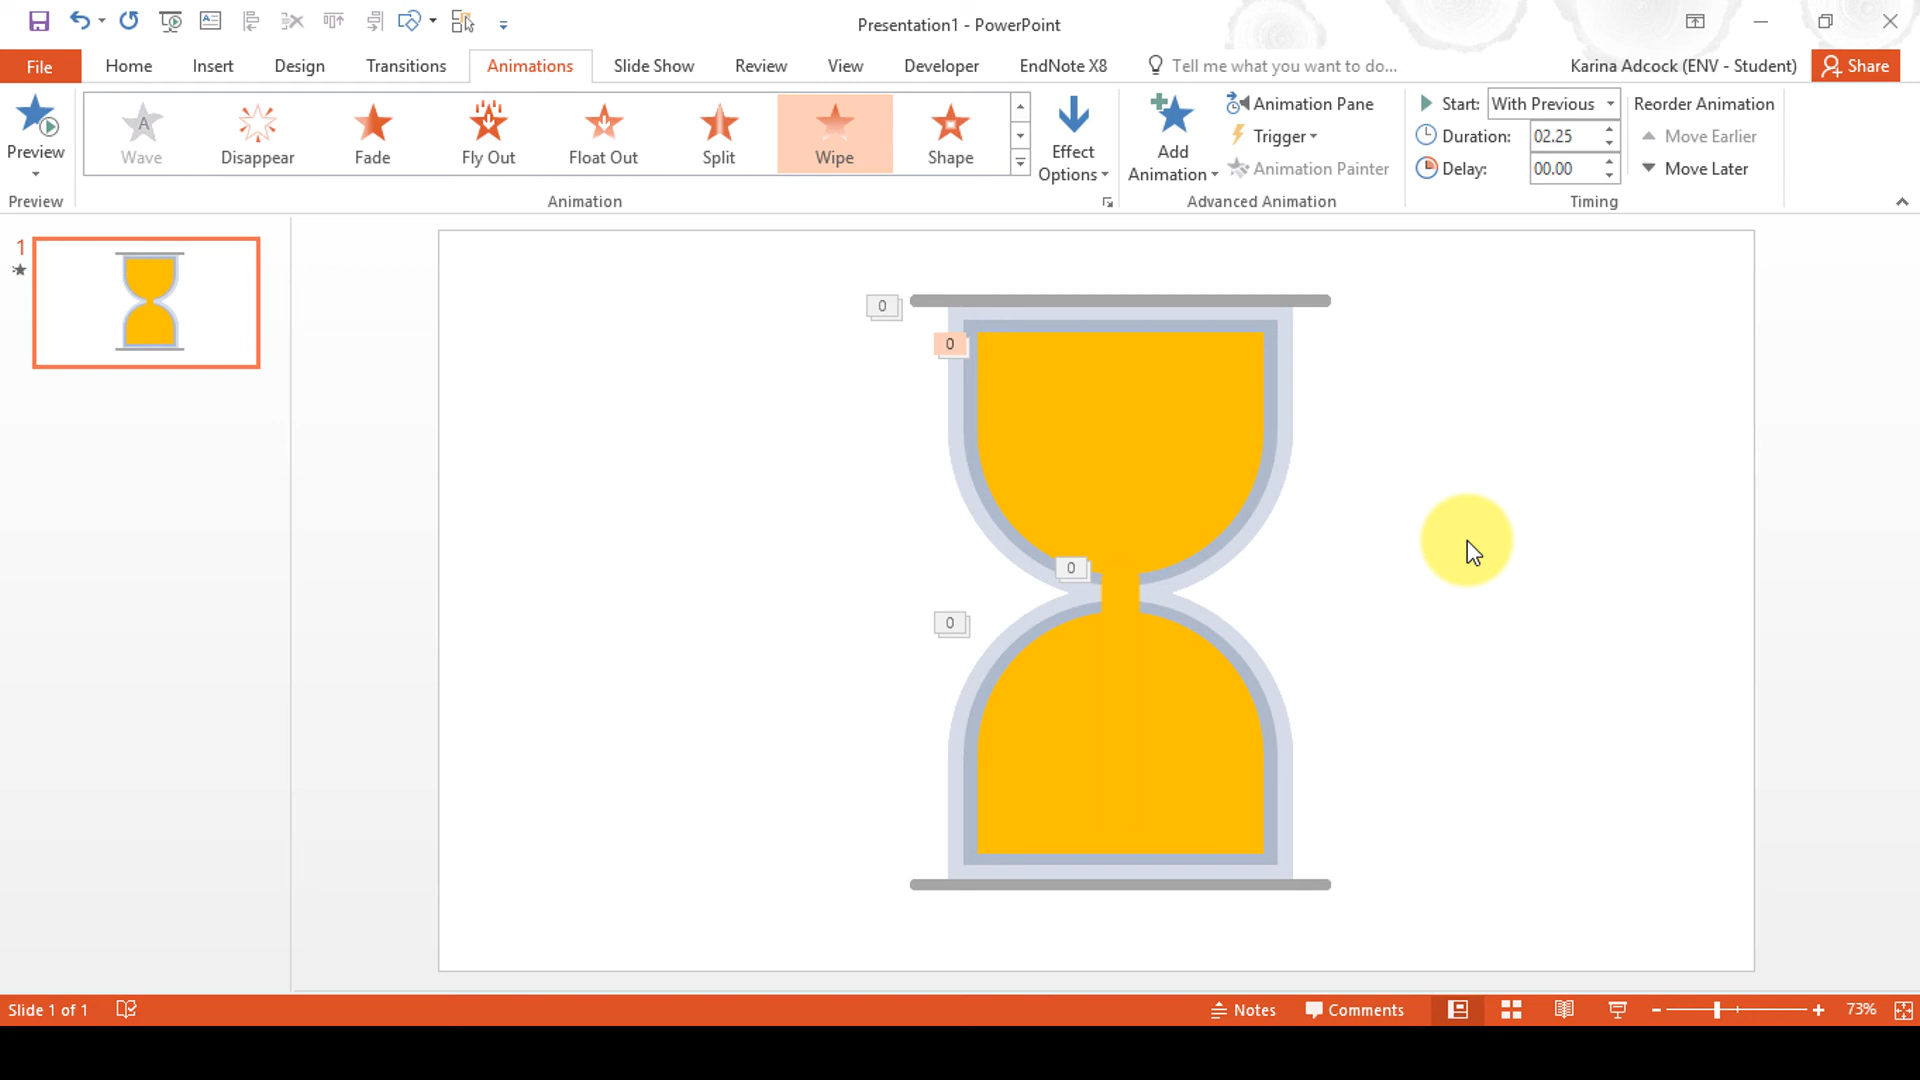 Presentation1 - PowerPoint
File Home Insert Design Transitions Animations Slide Show Review View Developer EndNote X8 Tell me what you want to do... Karina Adcock (ENV - Student) Share
Preview
Preview
A
Wave Disappear Fade Fly Out Float Out Split Wipe Shape
Animation
Effect Options
Add Animation
Animation Pane
Trigger
Animation Painter
Advanced Animation
Start: With Previous
Duration: 02.25
Delay: 00.00
Reorder Animation
Move Earlier
Move Later
Timing
1
0
0
0
0
Slide 1 of 1 Notes Comments 73%